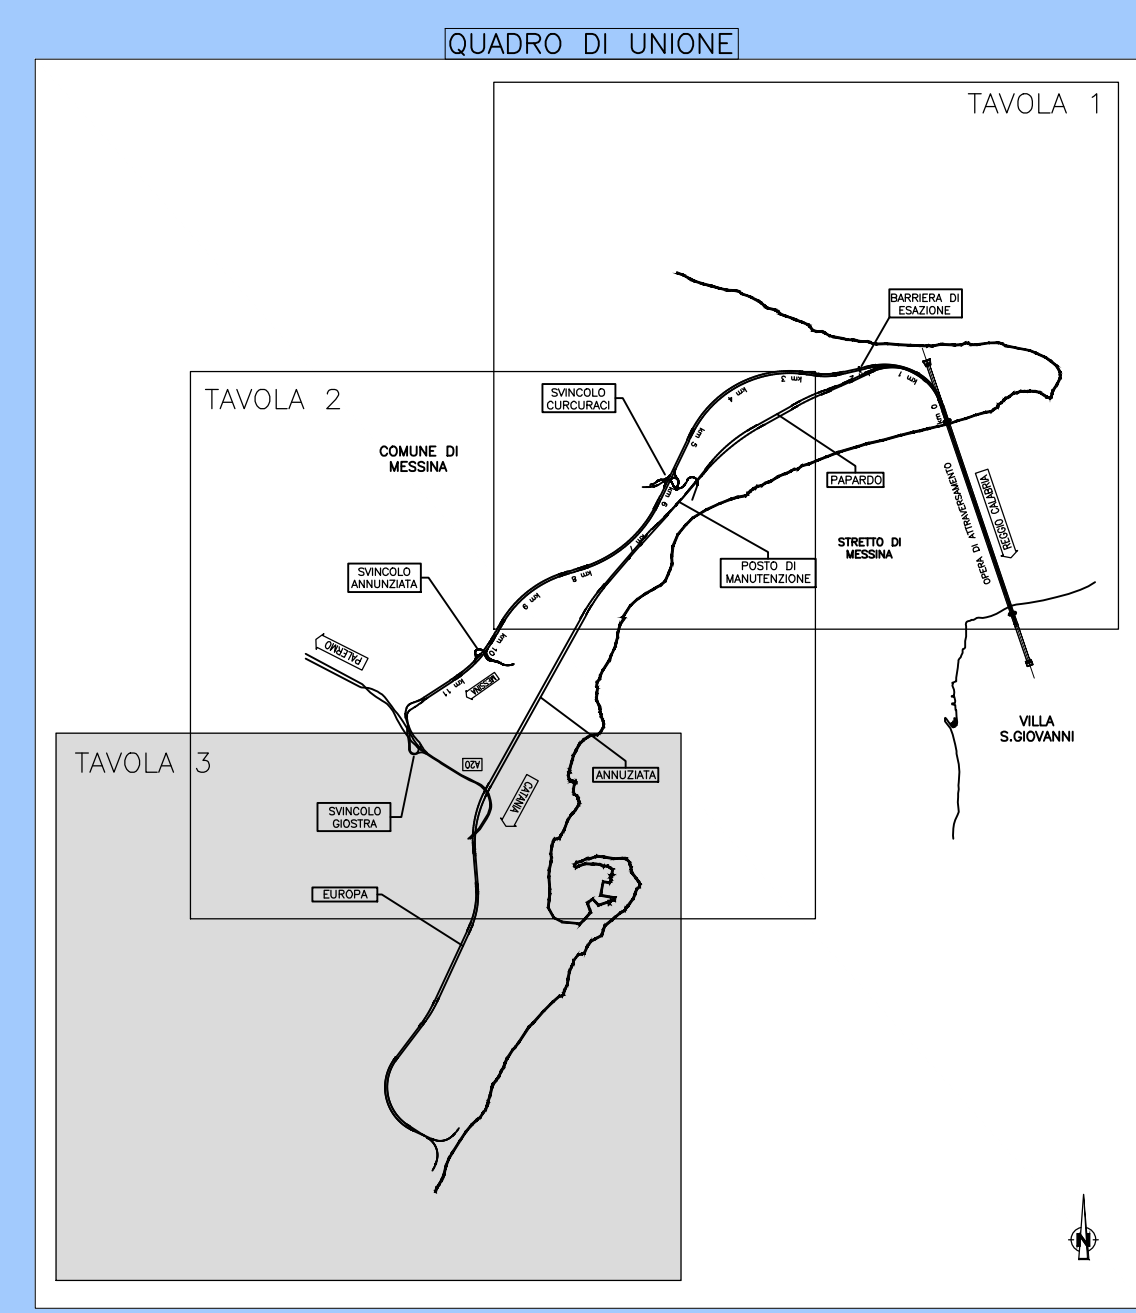 QUADRO DI UNIONE
TAVOLA 1
BARRIERA DI
ESAZIONE
TAVOLA 2
SVINCOLO
CURCURACI
COMUNE DI
MESSINA
km 0
km 1
2
km 3
km 4
km 5
km 6
km 7
km 8
km 9
km 10
km 11
PAPARDO
OPERA DI ATTRAVERSAMENTO
REGGIO CALABRIA
STRETTO DI
MESSINA
POSTO DI
MANUTENZIONE
SVINCOLO
ANNUNZIATA
PALERMO
MESSINA
VILLA
S.GIOVANNI
TAVOLA 3
A20
ANNUZIATA
CATANIA
SVINCOLO
GIOSTRA
EUROPA
N